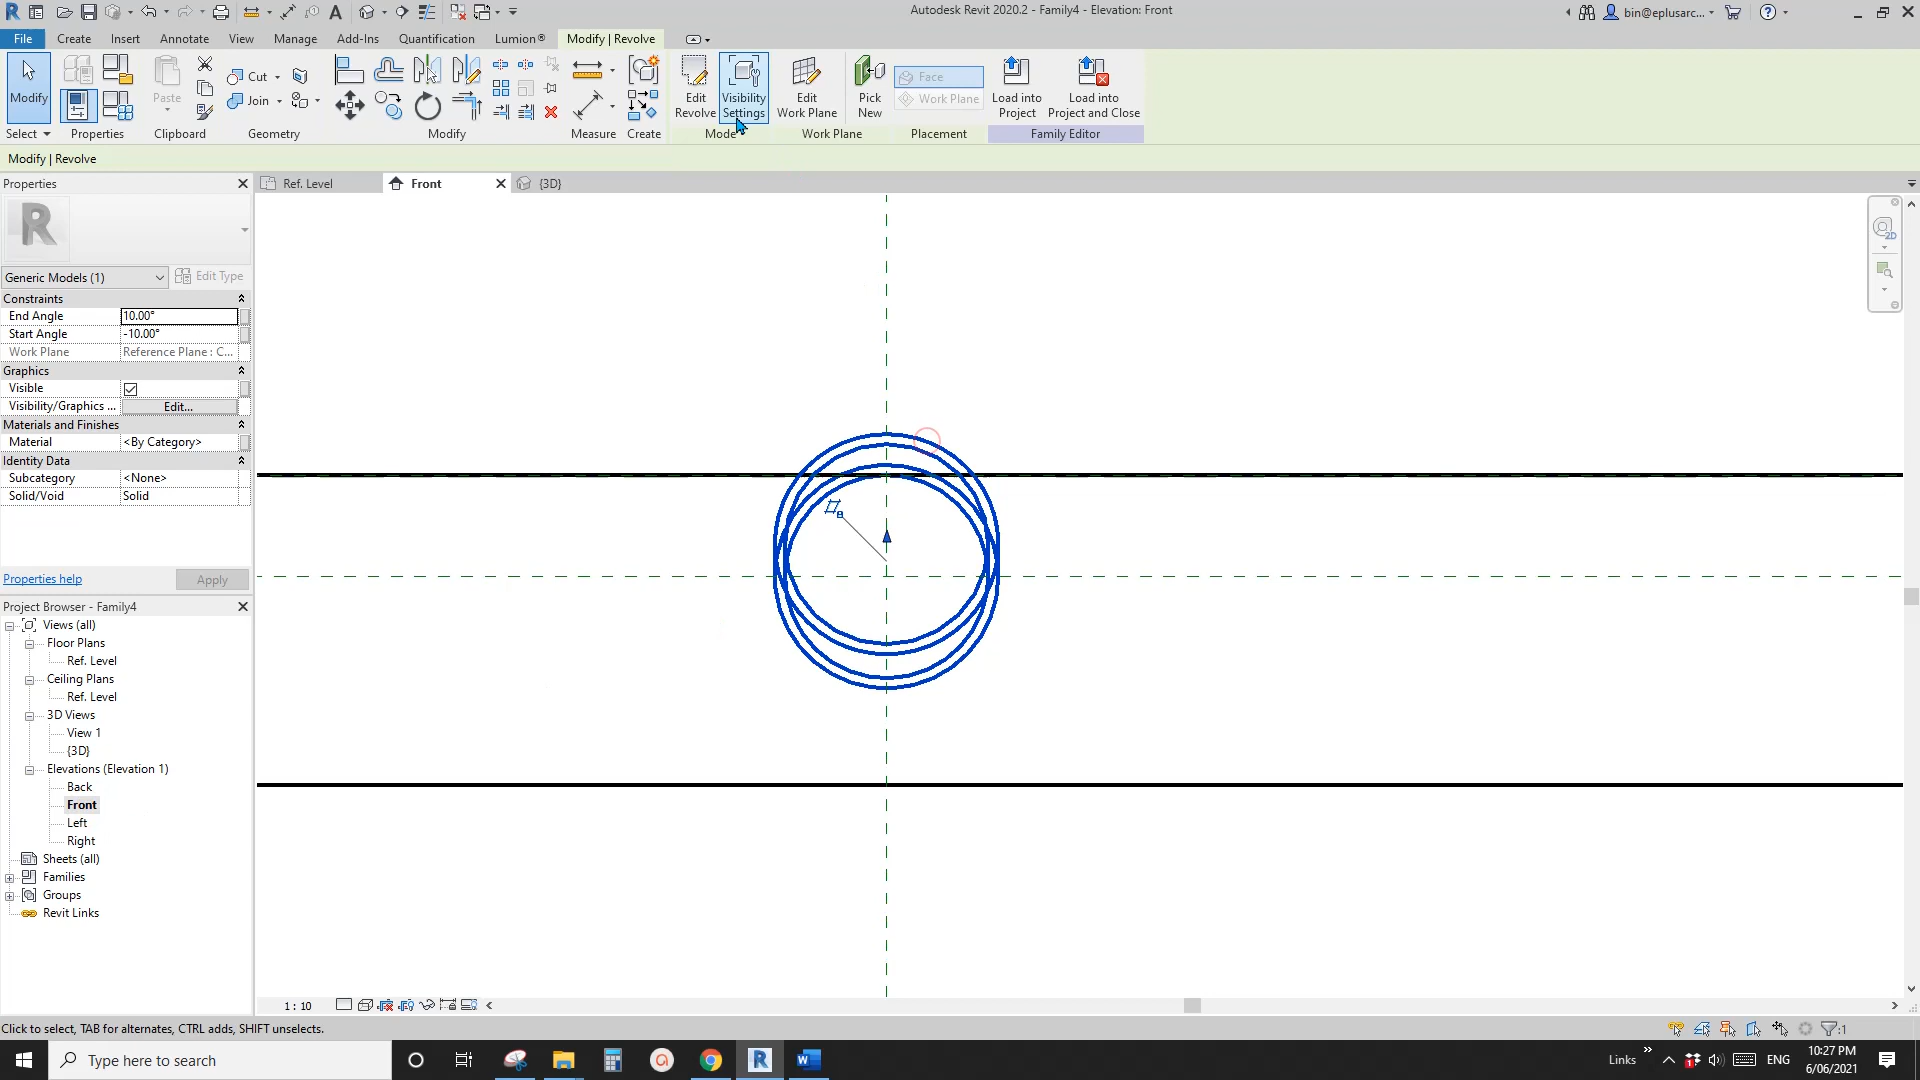 Autodesk Revit 2020.2 - Family4 - Elevation: Front
bin@eplusarc...
File
Create
Insert
Annotate
View
Manage
Add-Ins
Quantification
Lumion®
Modify | Revolve
Modify
Select
Properties
Paste
Clipboard
Cut
Join
Geometry
Modify
Measure
Create
Edit
Revolve
Visibility
Settings
Mode
Edit
Work Plane
Work Plane
Pick
New
Face
Work Plane
Placement
Load into
Project
Load into
Project and Close
Family Editor
Modify | Revolve
Properties
Ref. Level
Front
{3D}
R
2D
Generic Models (1)
Edit Type
Constraints
End Angle 10.00°
Start Angle -10.00°
Work Plane Reference Plane : C...
Graphics
Visible
Visibility/Graphics ... Edit...
Materials and Finishes
Material <By Category>
Identity Data
Subcategory <None>
Solid/Void Solid
Properties help
Apply
Project Browser - Family4
Views (all)
Floor Plans
Ref. Level
Ceiling Plans
Ref. Level
3D Views
View 1
{3D}
Elevations (Elevation 1)
Back
Front
Left
Right
Sheets (all)
Families
Groups
Revit Links
1 : 10
Click to select, TAB for alternates, CTRL adds, SHIFT unselects.
:1
Type here to search
Links
ENG
10:27 PM
6/06/2021